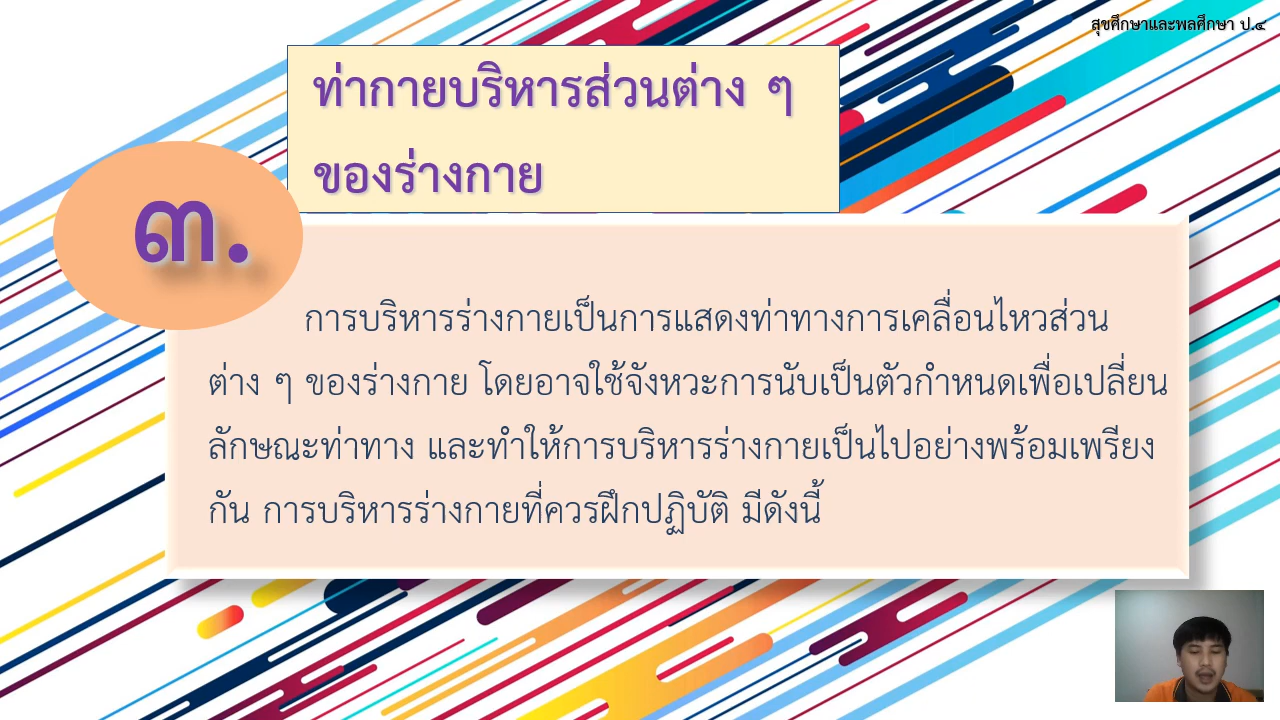 สุขศึกษาและพลศึกษา ป.๔
ท่ากายบริหารส่วนต่าง ๆ
ของร่างกาย
๓.
การบริหารร่างกายเป็นการแสดงท่าทางการเคลื่อนไหวส่วน
ต่าง ๆ ของร่างกาย โดยอาจใช้จังหวะการนับเป็นตัวกำหนดเพื่อเปลี่ยน
ลักษณะท่าทาง และทำให้การบริหารร่างกายเป็นไปอย่างพร้อมเพรียง
กัน การบริหารร่างกายที่ควรฝึกปฏิบัติ มีดังนี้